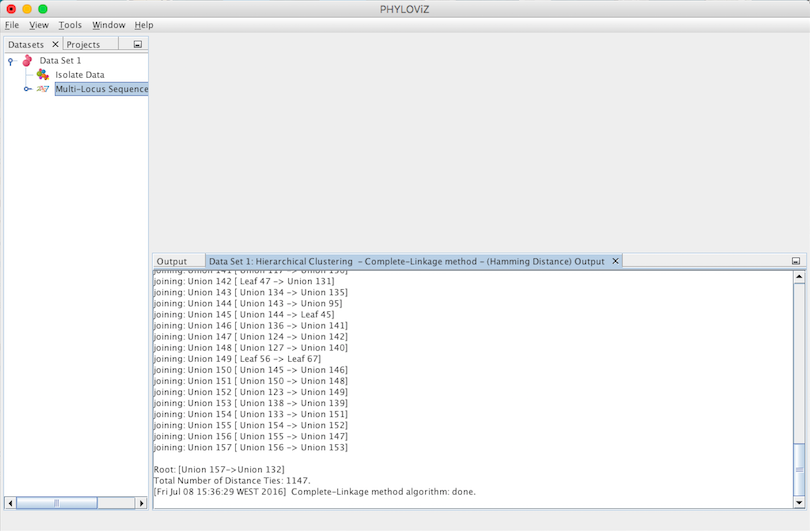 PHYLOViZ
File View Tools Window Help
Datasets Projects
Data Set 1
Isolate Data
Multi-Locus Sequence
Output Data Set 1: Hierarchical Clustering - Complete-Linkage method - (Hamming Distance) Output
joining: Union 141 [ Union 117 -> Union 130]
joining: Union 142 [ Leaf 47 -> Union 131]
joining: Union 143 [ Union 134 -> Union 135]
joining: Union 144 [ Union 143 -> Union 95]
joining: Union 145 [ Union 144 -> Leaf 45]
joining: Union 146 [ Union 136 -> Union 141]
joining: Union 147 [ Union 124 -> Union 142]
joining: Union 148 [ Union 127 -> Union 140]
joining: Union 149 [ Leaf 56 -> Leaf 67]
joining: Union 150 [ Union 145 -> Union 146]
joining: Union 151 [ Union 150 -> Union 148]
joining: Union 152 [ Union 123 -> Union 149]
joining: Union 153 [ Union 138 -> Union 139]
joining: Union 154 [ Union 133 -> Union 151]
joining: Union 155 [ Union 154 -> Union 152]
joining: Union 156 [ Union 155 -> Union 147]
joining: Union 157 [ Union 156 -> Union 153]
Root: [Union 157->Union 132]
Total Number of Distance Ties: 1147.
[Fri Jul 08 15:36:29 WEST 2016] Complete-Linkage method algorithm: done.